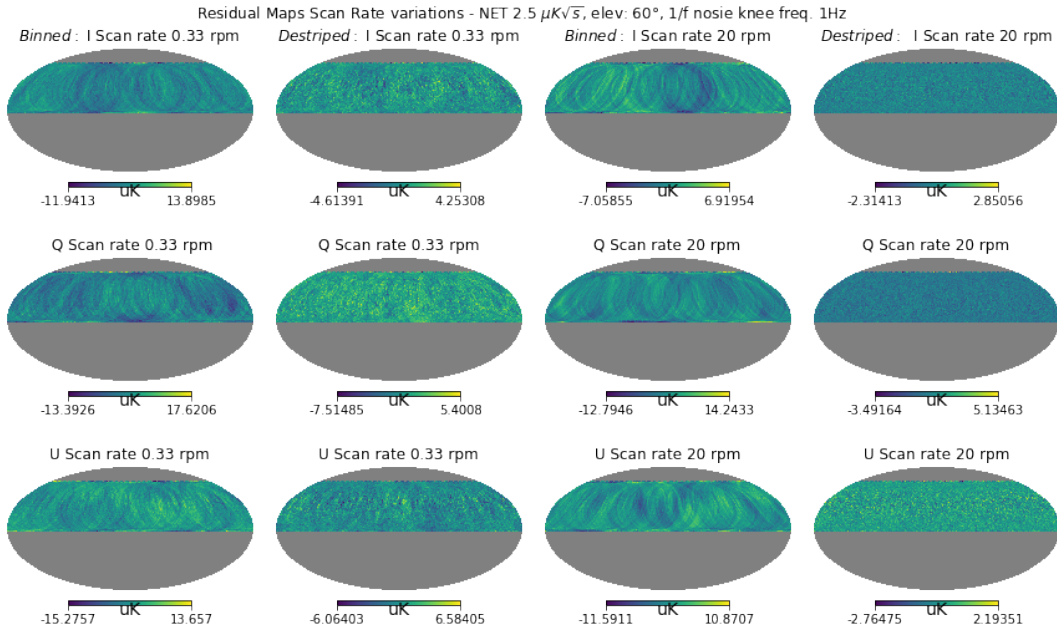 Residual Maps Scan Rate variations - NET 2.5 μK√s, elev: 60°, 1/f nosie knee freq. 1Hz
Binned : I Scan rate 0.33 rpm
Destriped : I Scan rate 0.33 rpm
Binned : I Scan rate 20 rpm
Destriped : I Scan rate 20 rpm
uK
-11.9413 13.8985
uK
-4.61391 4.25308
uK
-7.05855 6.91954
uK
-2.31413 2.85056
Q Scan rate 0.33 rpm
Q Scan rate 0.33 rpm
Q Scan rate 20 rpm
Q Scan rate 20 rpm
uK
-13.3926 17.6206
uK
-7.51485 5.4008
uK
-12.7946 14.2433
uK
-3.49164 5.13463
U Scan rate 0.33 rpm
U Scan rate 0.33 rpm
U Scan rate 20 rpm
U Scan rate 20 rpm
uK
-15.2757 13.657
uK
-6.06403 6.58405
uK
-11.5911 10.8707
uK
-2.76475 2.19351